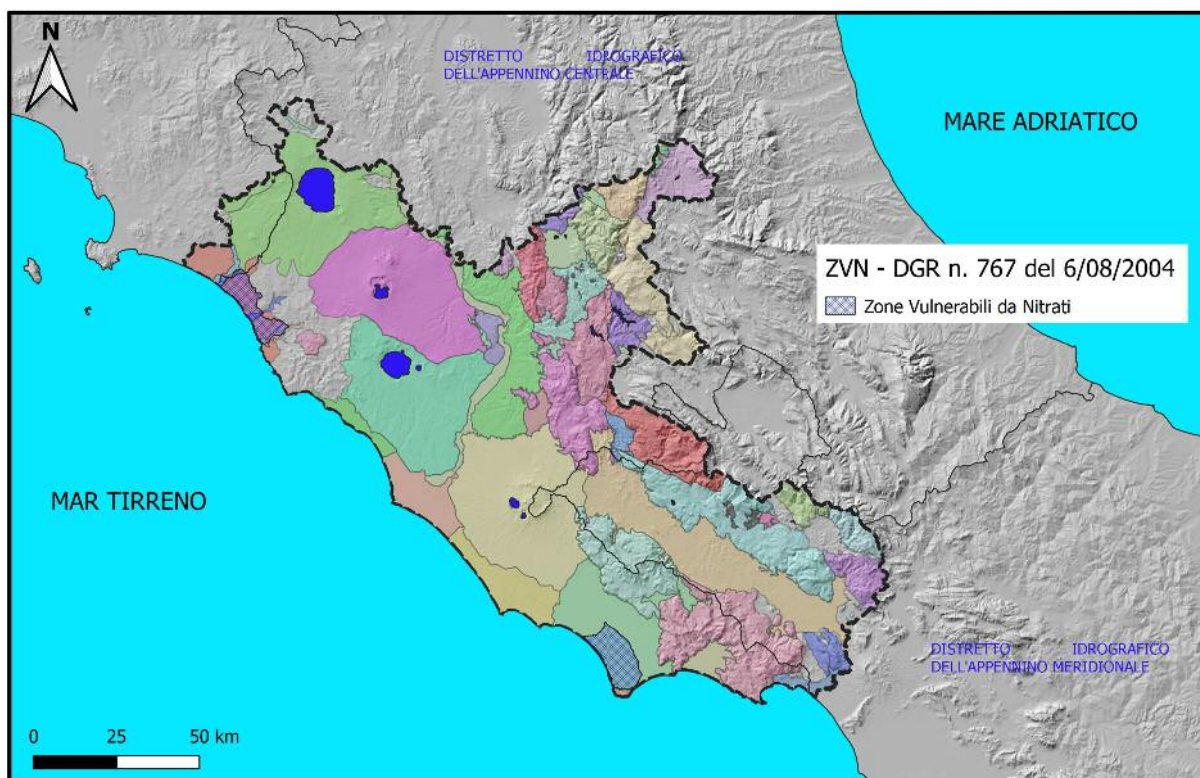 N
DISTRETTO IDROGRAFICO
DELL'APPENNINO CENTRALE
MARE ADRIATICO
ZVN - DGR n. 767 del 6/08/2004
Zone Vulnerabili da Nitrati
MAR TIRRENO
DISTRETTO IDROGRAFICO
DELL'APPENNINO MERIDIONALE
0 25 50 km